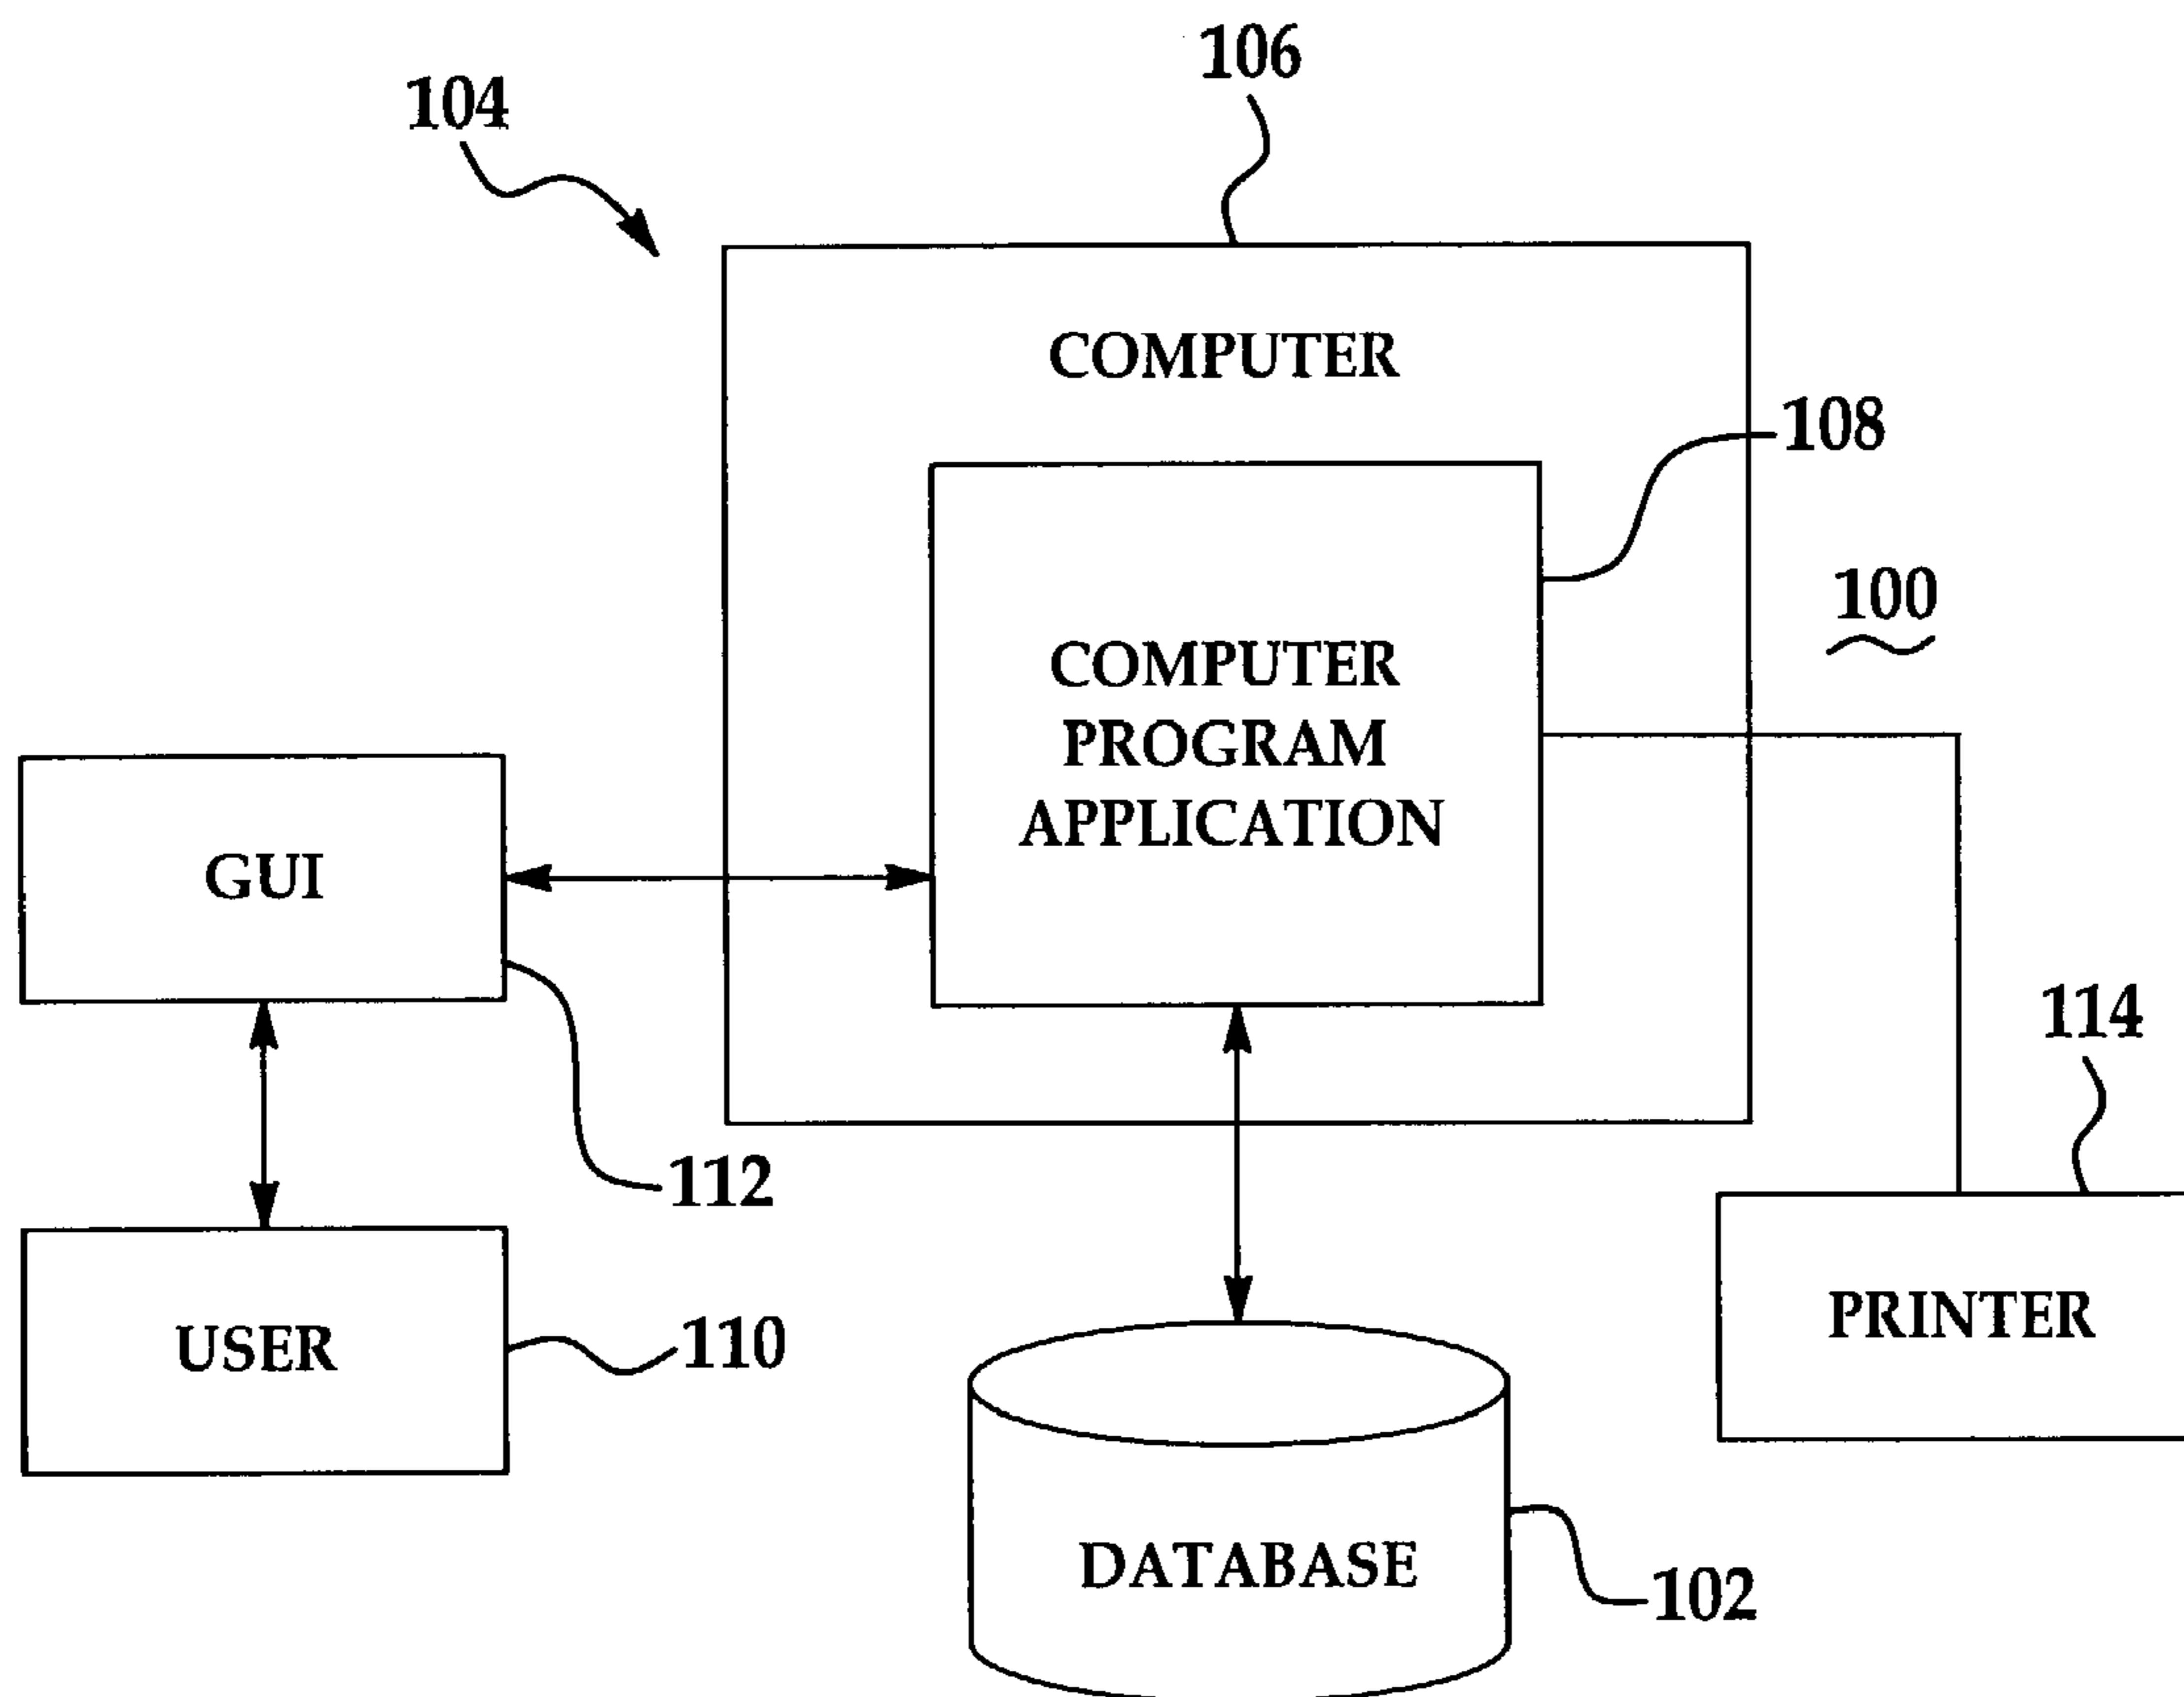 106
104
COMPUTER
108
100
COMPUTER
PROGRAM
APPLICATION
GUI
114
112
USER
110
PRINTER
DATABASE
102